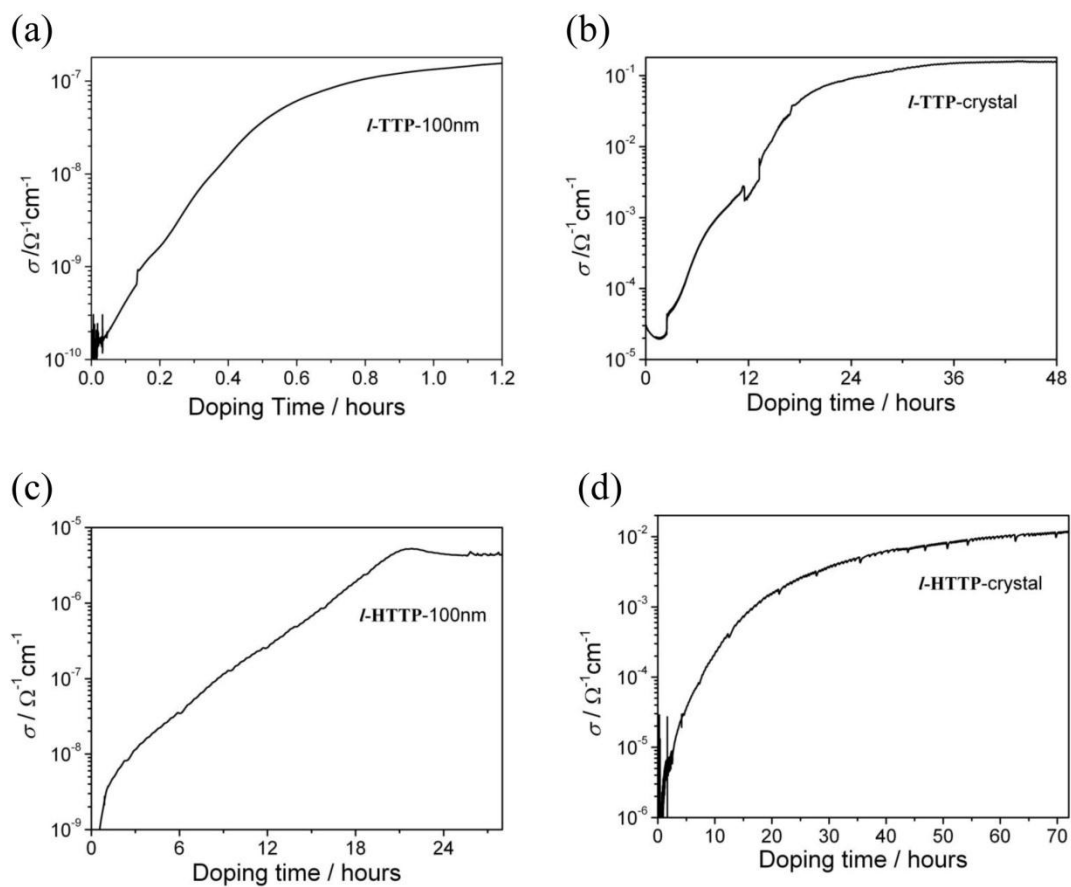 (a)
10⁻⁷
10⁻⁸
10⁻⁹
10⁻¹⁰
σ /Ω⁻¹cm⁻¹
l-TTP-100nm
0.0 0.2 0.4 0.6 0.8 1.0 1.2
Doping Time / hours
(b)
10⁻¹
10⁻²
10⁻³
10⁻⁴
10⁻⁵
σ /Ω⁻¹cm⁻¹
l-TTP-crystal
0 12 24 36 48
Doping time / hours
(c)
10⁻⁵
10⁻⁶
10⁻⁷
10⁻⁸
10⁻⁹
σ / Ω⁻¹cm⁻¹
l-HTTP-100nm
0 6 12 18 24
Doping time / hours
(d)
10⁻²
10⁻³
10⁻⁴
10⁻⁵
10⁻⁶
σ / Ω⁻¹cm⁻¹
l-HTTP-crystal
0 10 20 30 40 50 60 70
Doping time / hours